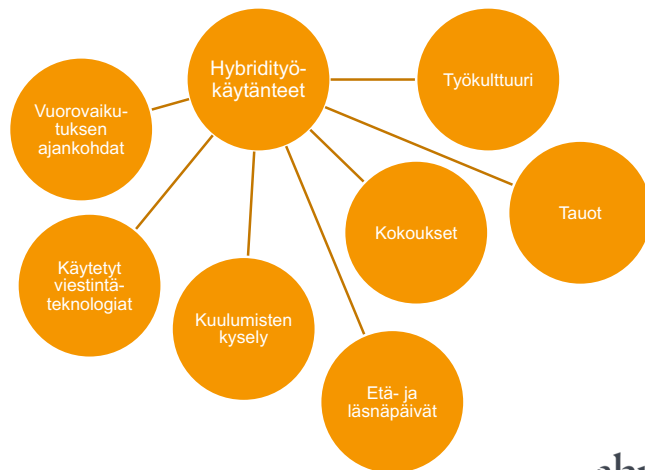 Hybridityö-
käytänteet
Työkulttuuri
Vuorovaiku-
tuksen
ajankohdat
Tauot
Kokoukset
Käytetyt
viestintä-
teknologiat
Kuulumisten
kysely
Etä- ja
läsnäpäivät